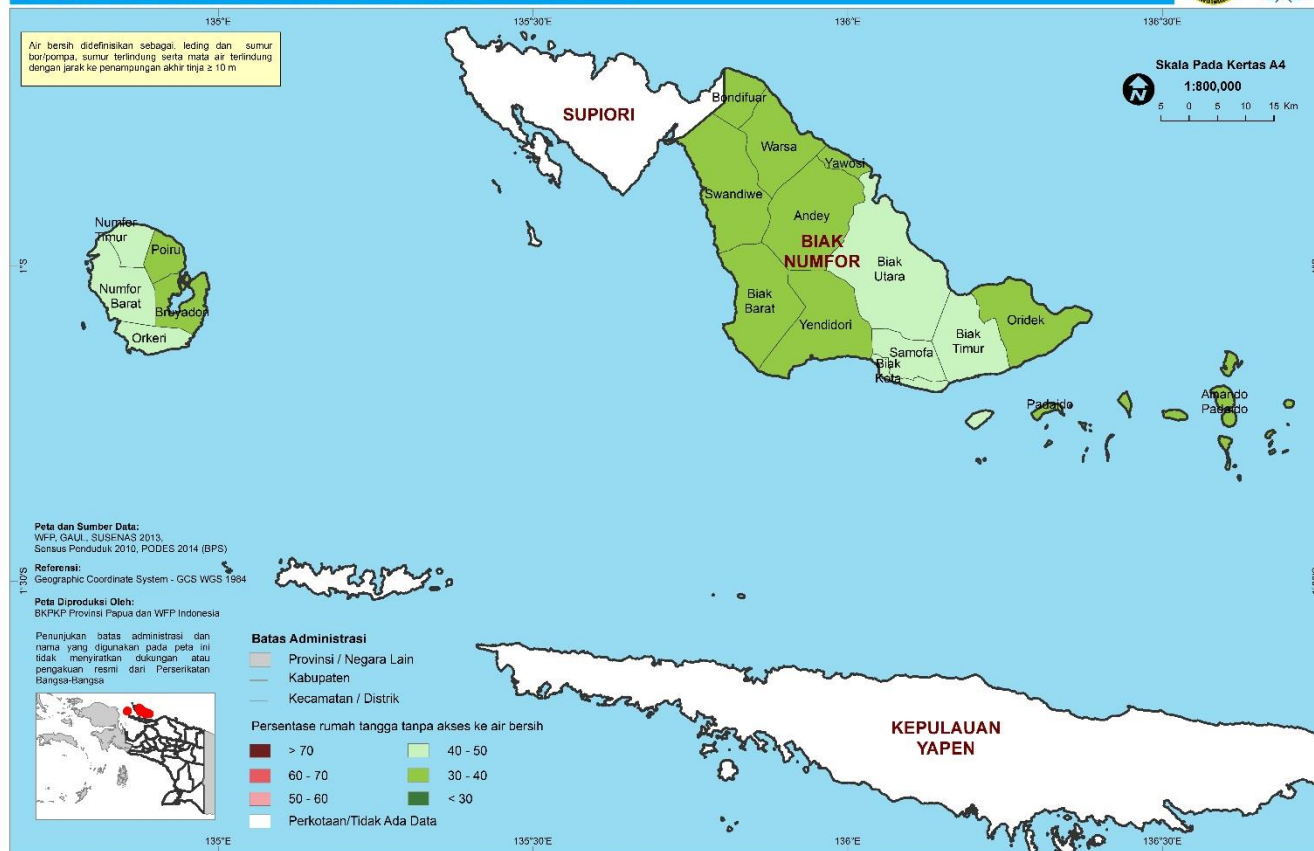 135°E
135°30'E
136°E
136°30'E
Air bersih didefinisikan sebagai. leding dan sumur
bor/pompa, sumur terlindung serta mata air terlindung
dengan jarak ke penampungan akhir tinja ≥ 10 m
Skala Pada Kertas A4
1:800,000
N
5 0 5 10 15 Km
SUPIORI
Bondifuar
Warsa
Yawosi
Swandiwe
Andey
BIAK
NUMFOR
Biak
Utara
Biak
Barat
Yendidori
Oridek
Biak
Timur
Samofa
Biak
Kota
Padaido
Aimando
Padaido
Numfor
Timur
Poiru
Numfor
Barat
Bruyadori
Orkeri
1°S
1°30'S
Peta dan Sumber Data:
WFP, GAUL, SUSENAS 2013,
Sensus Penduduk 2010, PODES 2014 (BPS)
Referensi:
Geographic Coordinate System - GCS WGS 1984
Peta Diproduksi Oleh:
BKPKP Provinsi Papua dan WFP Indonesia
Penunjukan batas administrasi dan
nama yang digunakan pada peta ini
tidak menyiratkan dukungan atau
pengakuan resmi dari Perserikatan
Bangsa-Bangsa
Batas Administrasi
Provinsi / Negara Lain
Kabupaten
Kecamatan / Distrik
Persentase rumah tangga tanpa akses ke air bersih
> 70
40 - 50
60 - 70
30 - 40
50 - 60
< 30
Perkotaan/Tidak Ada Data
KEPULAUAN
YAPEN
135°E
135°30'E
136°E
136°30'E